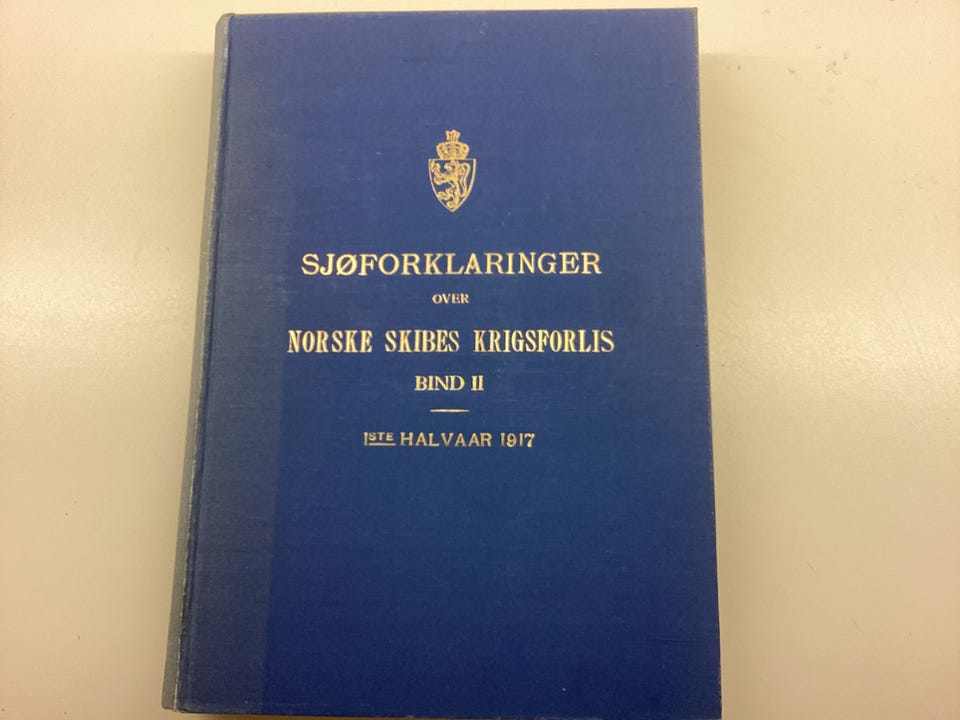 SJØFORKLARINGER
OVER
NORSKE SKIBES KRIGSFORLIS
BIND II
1STE HALVAAR 1917